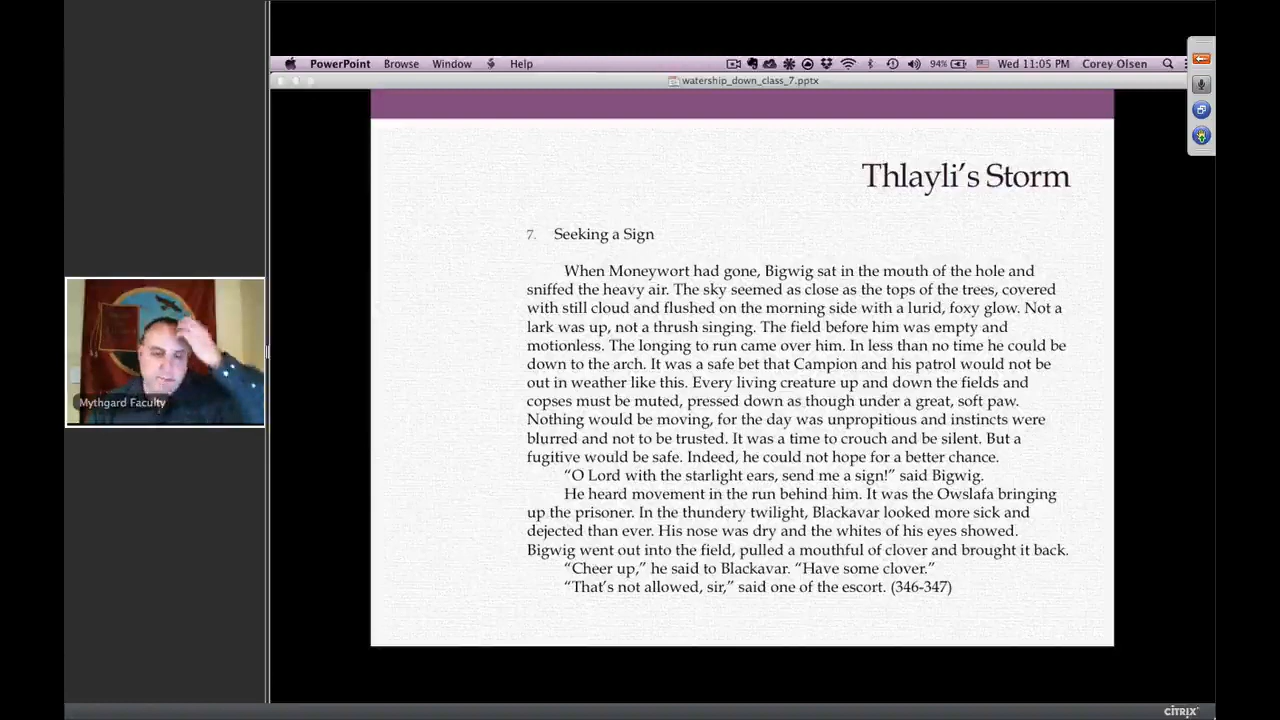 PowerPoint Browse Window Help 94% Wed 11:05 PM Corey Olsen
watership_down_class_7.pptx
Thlayli’s Storm
7. Seeking a Sign
When Moneywort had gone, Bigwig sat in the mouth of the hole and
sniffed the heavy air. The sky seemed as close as the tops of the trees, covered
with still cloud and flushed on the morning side with a lurid, foxy glow. Not a
lark was up, not a thrush singing. The field before him was empty and
motionless. The longing to run came over him. In less than no time he could be
down to the arch. It was a safe bet that Campion and his patrol would not be
out in weather like this. Every living creature up and down the fields and
copses must be muted, pressed down as though under a great, soft paw.
Nothing would be moving, for the day was unpropitious and instincts were
blurred and not to be trusted. It was a time to crouch and be silent. But a
fugitive would be safe. Indeed, he could not hope for a better chance.
“O Lord with the starlight ears, send me a sign!” said Bigwig.
He heard movement in the run behind him. It was the Owslafa bringing
up the prisoner. In the thundery twilight, Blackavar looked more sick and
dejected than ever. His nose was dry and the whites of his eyes showed.
Bigwig went out into the field, pulled a mouthful of clover and brought it back.
“Cheer up,” he said to Blackavar. “Have some clover.”
“That’s not allowed, sir,” said one of the escort. (346-347)
Mythgard Faculty
CITRIX